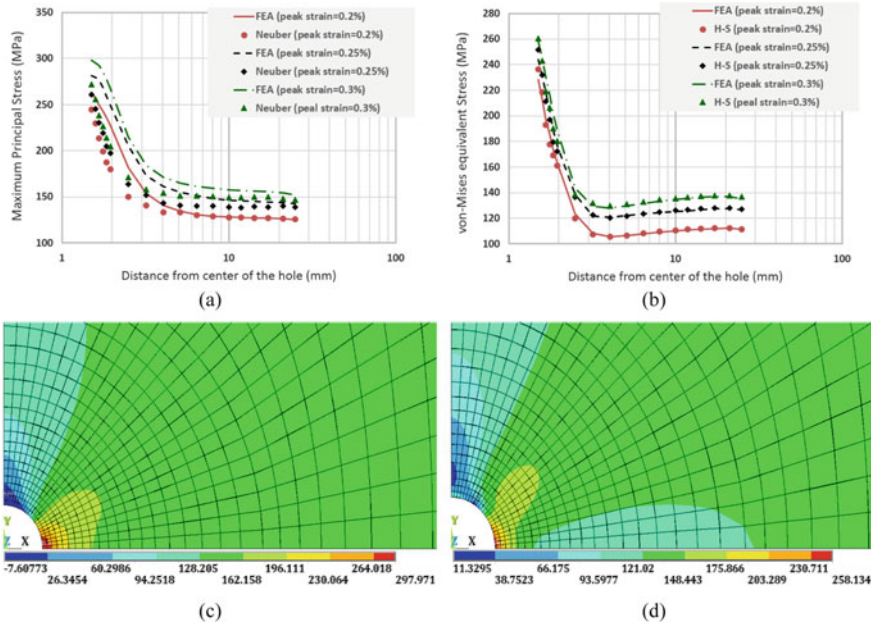 350
300
250
200
150
100
Maximum Principal Stress (MPa)
FEA (peak strain=0.2%)
Neuber (peak strain=0.2%)
FEA (peak strain=0.25%)
Neuber (peak strain=0.25%)
FEA (peak strain=0.3%)
Neuber (peal strain=0.3%)
1 10 100
Distance from center of the hole (mm)
(a)
280
260
240
220
200
180
160
140
120
100
von-Mises equivalent Stress (MPa)
FEA (peak strain=0.2%)
H-S (peak strain=0.2%)
FEA (peak strain=0.25%)
H-S (peak strain=0.25%)
FEA (peak strain=0.3%)
H-S (peal strain=0.3%)
1 10 100
Distance from center of the hole (mm)
(b)
Y
Z X
-7.60773 60.2986 128.205 196.111 264.018
26.3454 94.2518 162.158 230.064 297.971
(c)
Y
Z X
11.3295 66.175 121.02 175.866 230.711
38.7523 93.5977 148.443 203.289 258.134
(d)